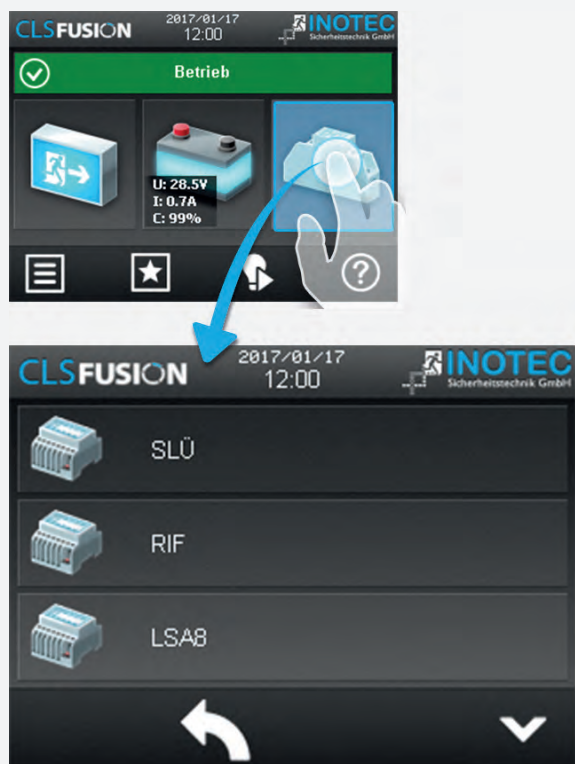 CLSFUSION
2017/01/17
12:00
INOTEC
Sicherheitstechnik GmbH
Betrieb
U: 28.5V
I: 0.7A
C: 99%
?
CLSFUSION
2017/01/17
12:00
INOTEC
Sicherheitstechnik GmbH
SLÜ
RIF
LSA8